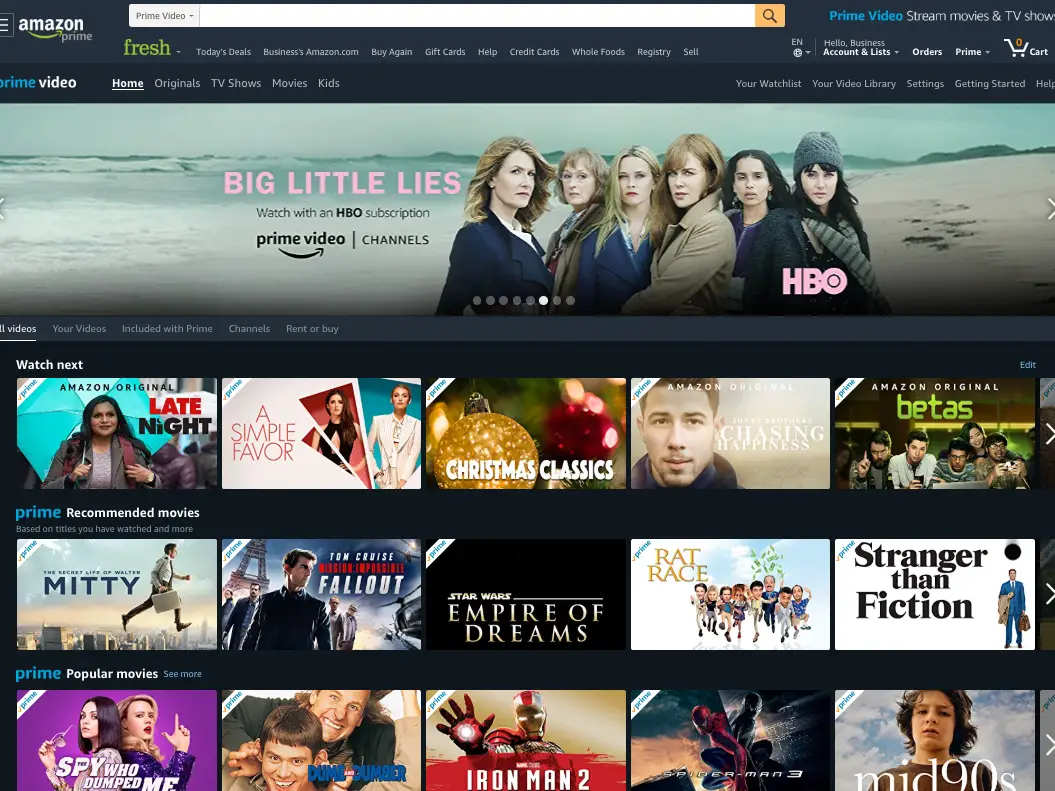 amazon prime
Prime Video
Prime Video Stream movies & TV shows
fresh
Today's Deals Business's Amazon.com Buy Again Gift Cards Help Credit Cards Whole Foods Registry Sell
EN
Hello, Business
Account & Lists
Orders
Prime
0
Cart
prime video
Home Originals TV Shows Movies Kids
Your Watchlist Your Video Library Settings Getting Started Help
BIG LITTLE LIES
Watch with an HBO subscription
prime video | CHANNELS
HBO
ll videos Your Videos Included with Prime Channels Rent or buy
Watch next
Edit
prime
AMAZON ORIGINAL
LATE
NiGHT
prime
A
SIMPLE
FAVOR
prime
CHRISTMAS CLASSICS
prime
AMAZON ORIGINAL
JONAS BROTHERS
CHASING
HAPPINESS
prime
AMAZON ORIGINAL
betas
prime Recommended movies
Based on titles you have watched and more
prime
THE SECRET LIFE OF WALTER
MITTY
prime
TOM CRUISE
MISSION:IMPOSSIBLE
FALLOUT
prime
STAR WARS
EMPIRE OF
DREAMS
prime
RAT
RACE
prime
Stranger
than
Fiction
prime Popular movies See more
prime
SPY WHO
DUMPED ME
prime
DUMB AND DUMBER
prime
MARVEL STUDIOS
IRON MAN 2
prime
SPIDER-MAN 3
prime
mid90s